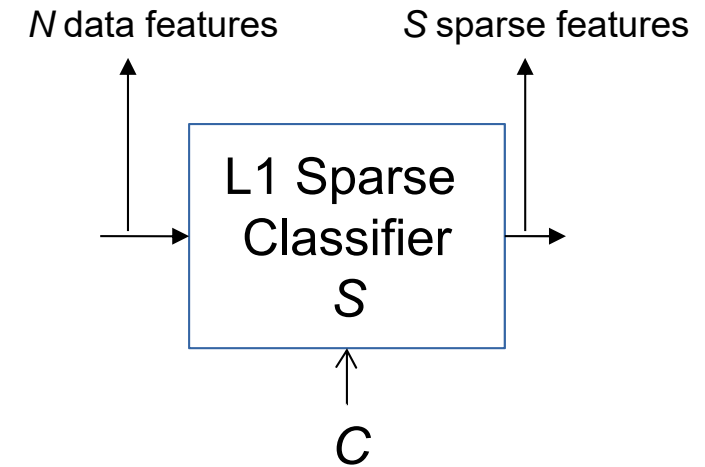 N data features
S sparse features
L1 Sparse
Classifier
S
C